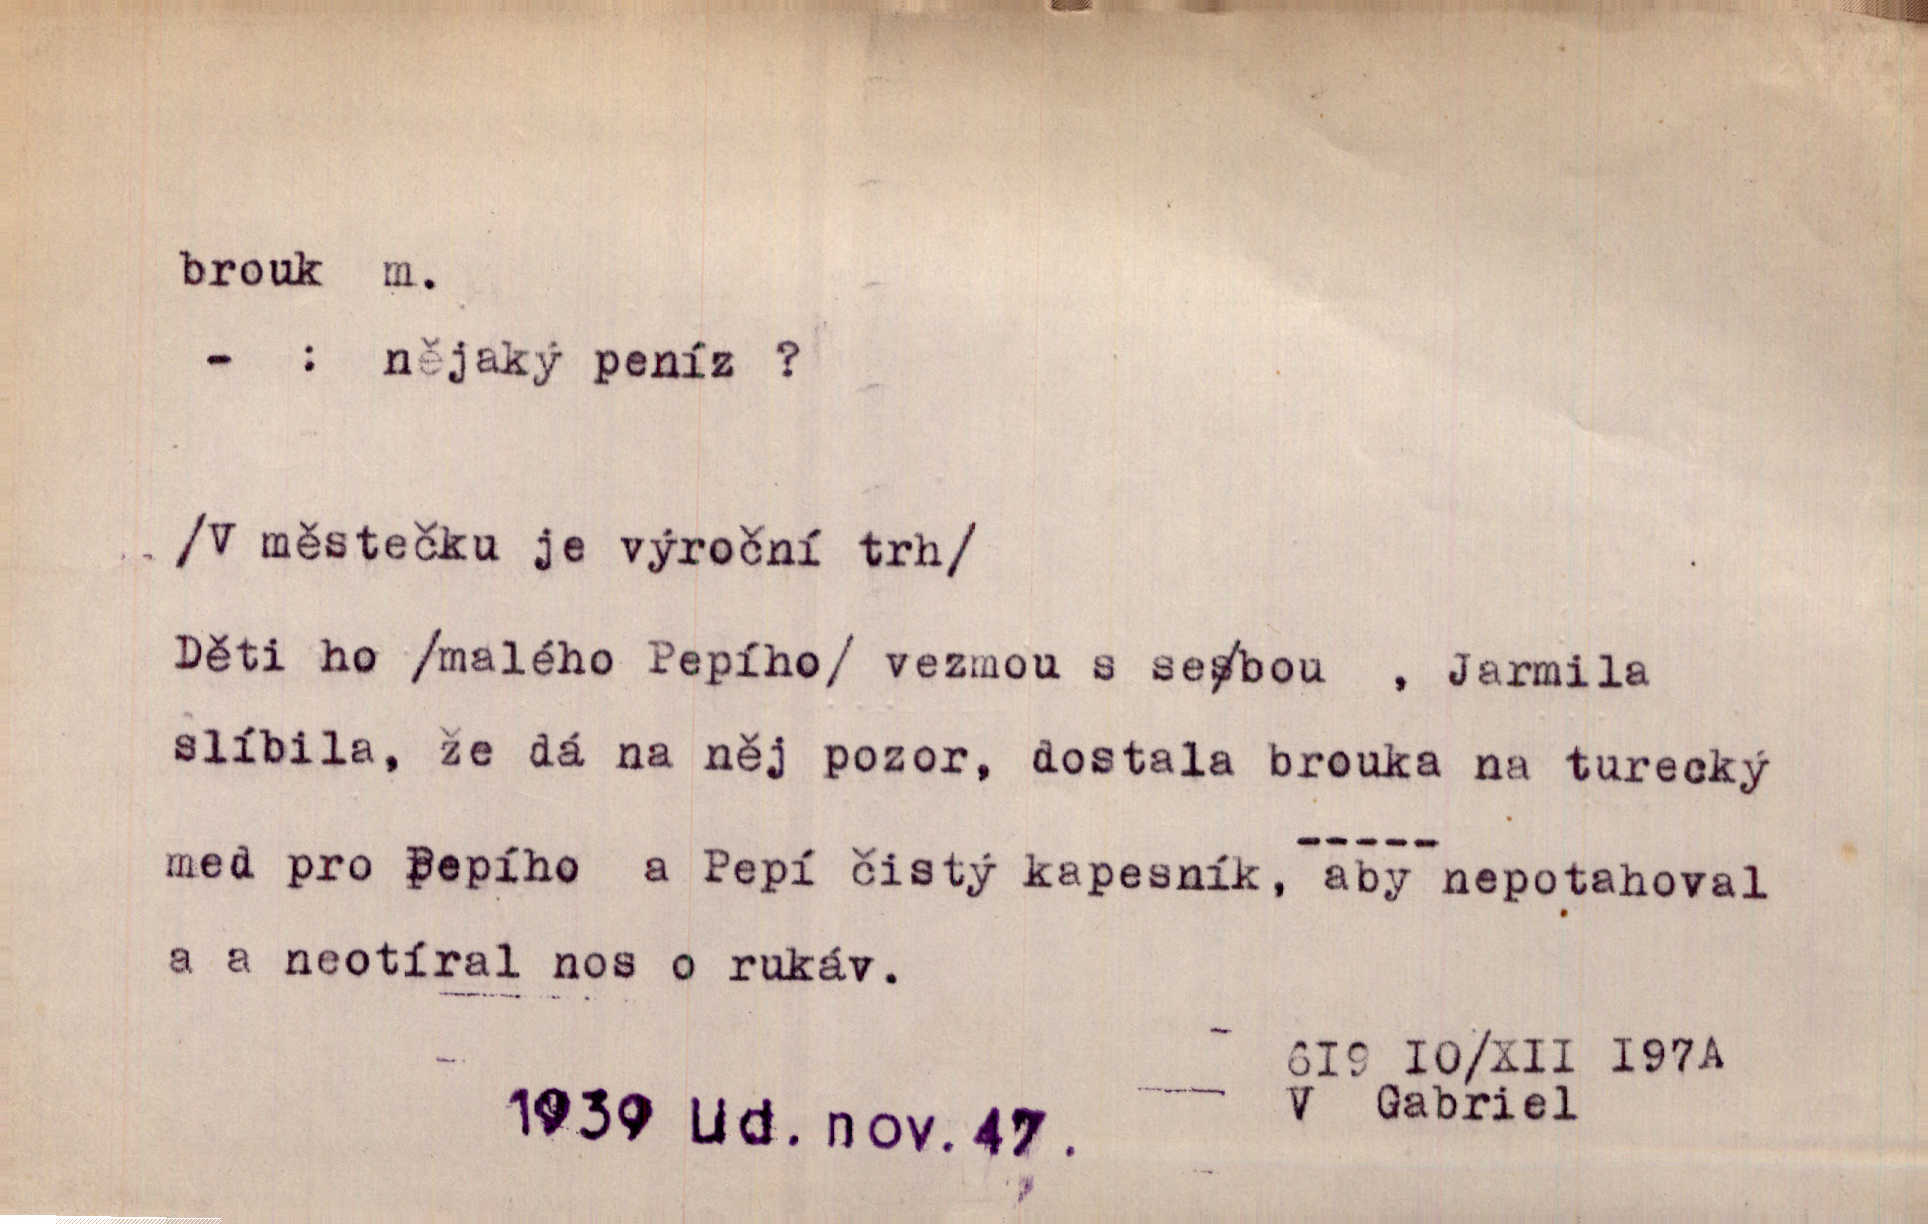 brouk m.
- : nějaký peníz ?
/V městečku je výroční trh/
Děti ho /malého Pepího/ vezmou s sebou , Jarmila
slíbila, že dá na něj pozor, dostala brouka na turecký
med pro Pepího a Pepí čistý kapesník, aby nepotahoval
a a neotíral nos o rukáv.
6I9 IO/XII I97A
V Gabriel
1939 Lid. nov. 47.